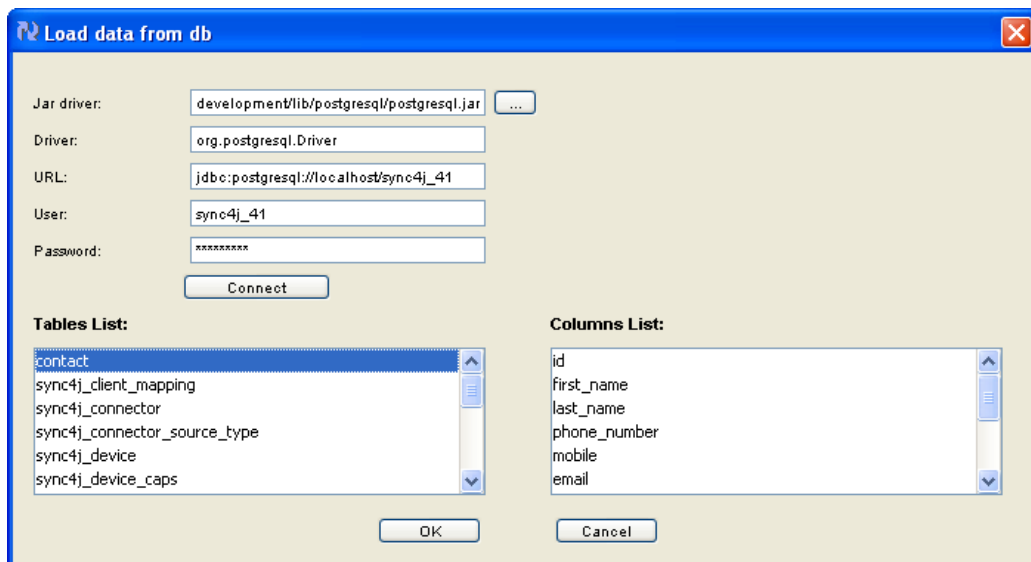 Load data from db
Jar driver: development/lib/postgresql/postgresql.jar ...
Driver: org.postgresql.Driver
URL: jdbc:postgresql://localhost/sync4j_41
User: sync4j_41
Password: *********
Connect
Tables List: Columns List:
contact id
sync4j_client_mapping first_name
sync4j_connector last_name
sync4j_connector_source_type phone_number
sync4j_device mobile
sync4j_device_caps email
OK Cancel